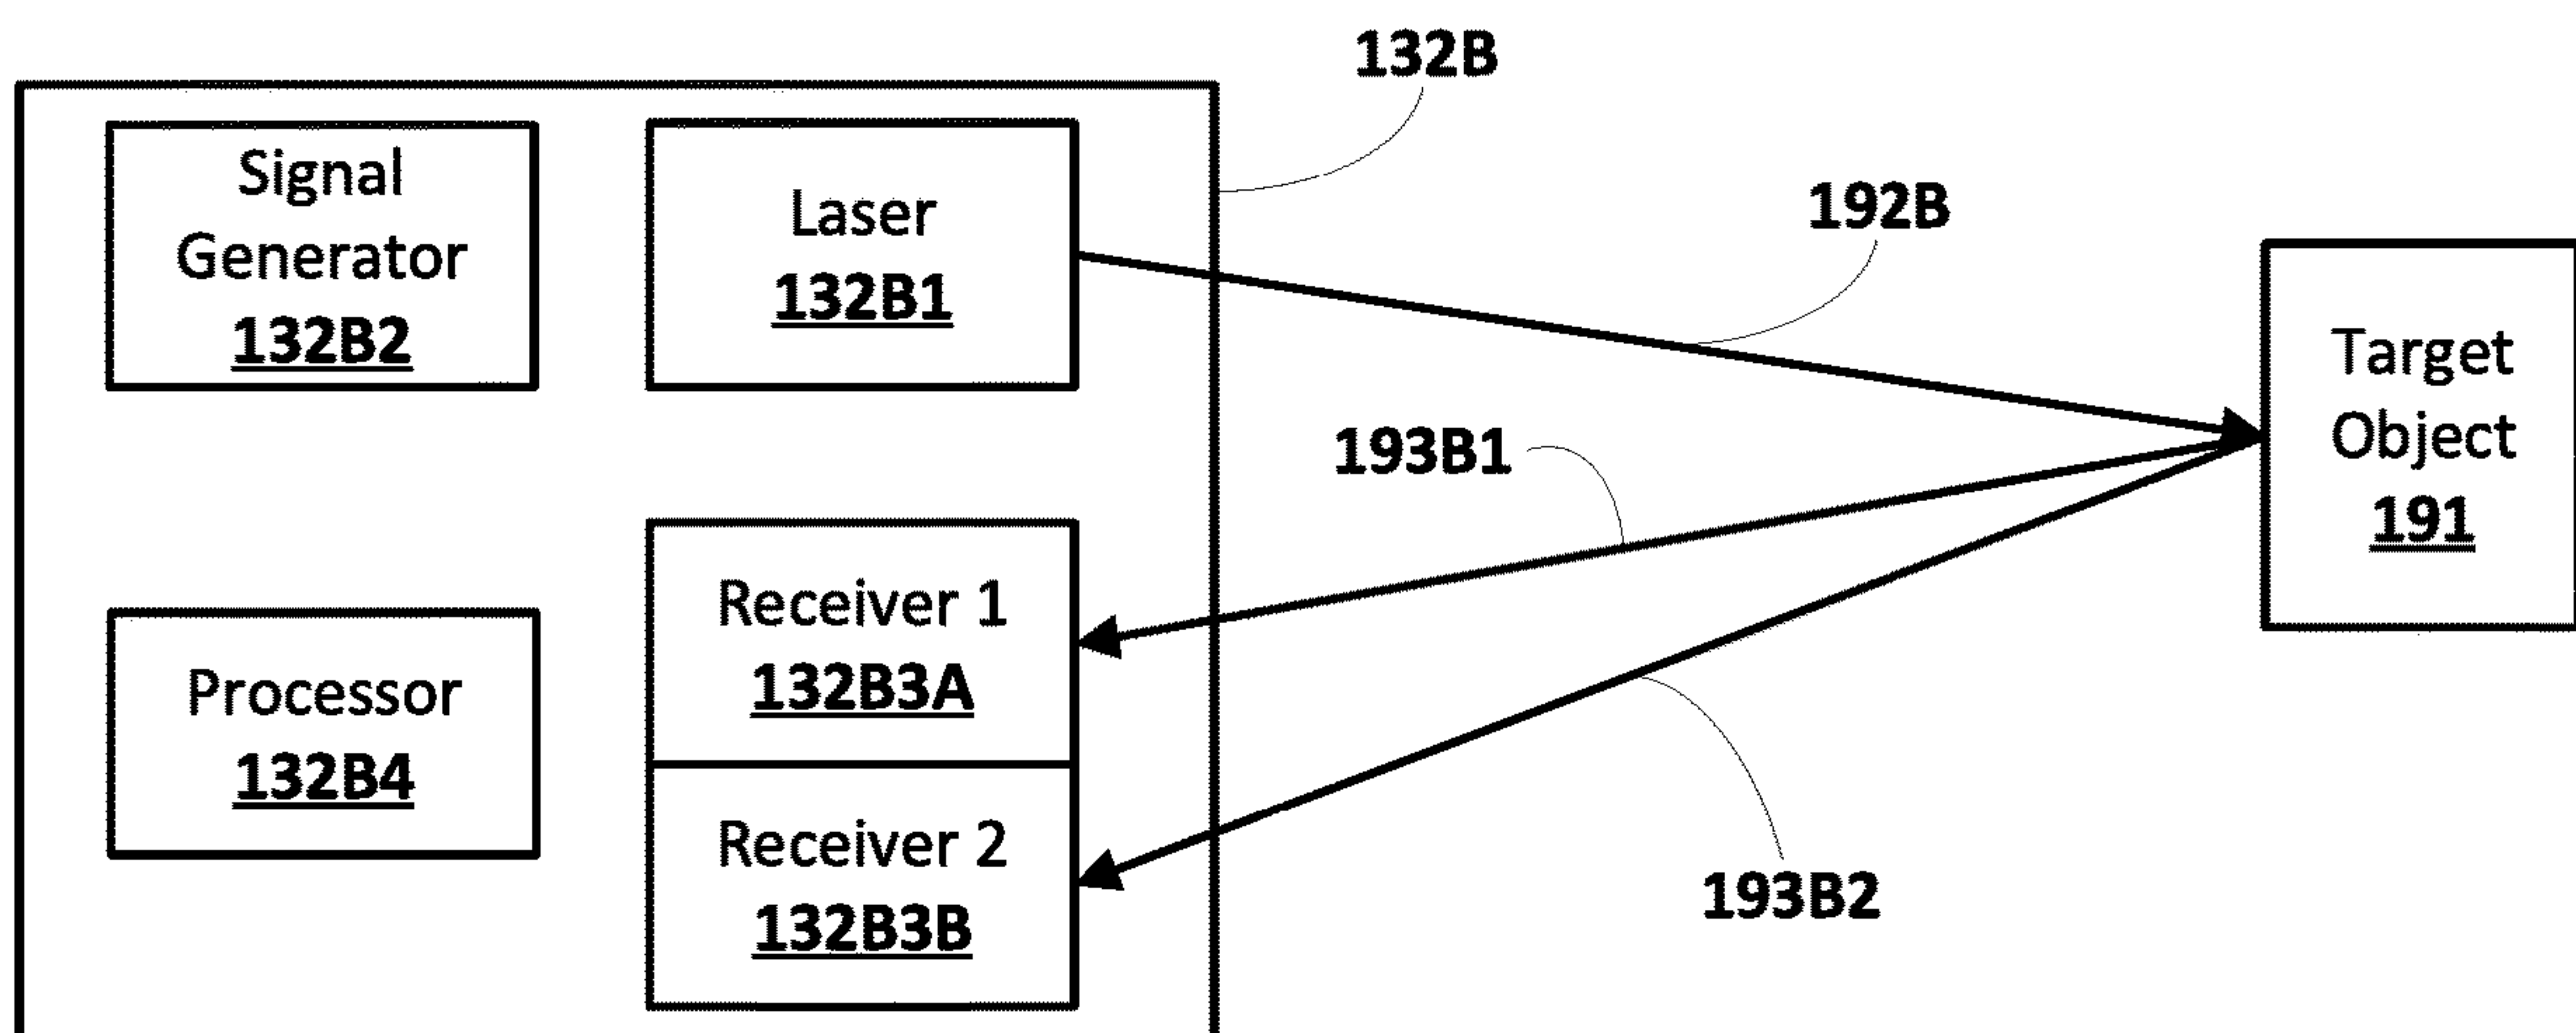 132B
Signal
Generator
132B2
Laser
132B1
192B
Target
Object
191
193B1
Receiver 1
132B3A
Processor
132B4
Receiver 2
132B3B
193B2